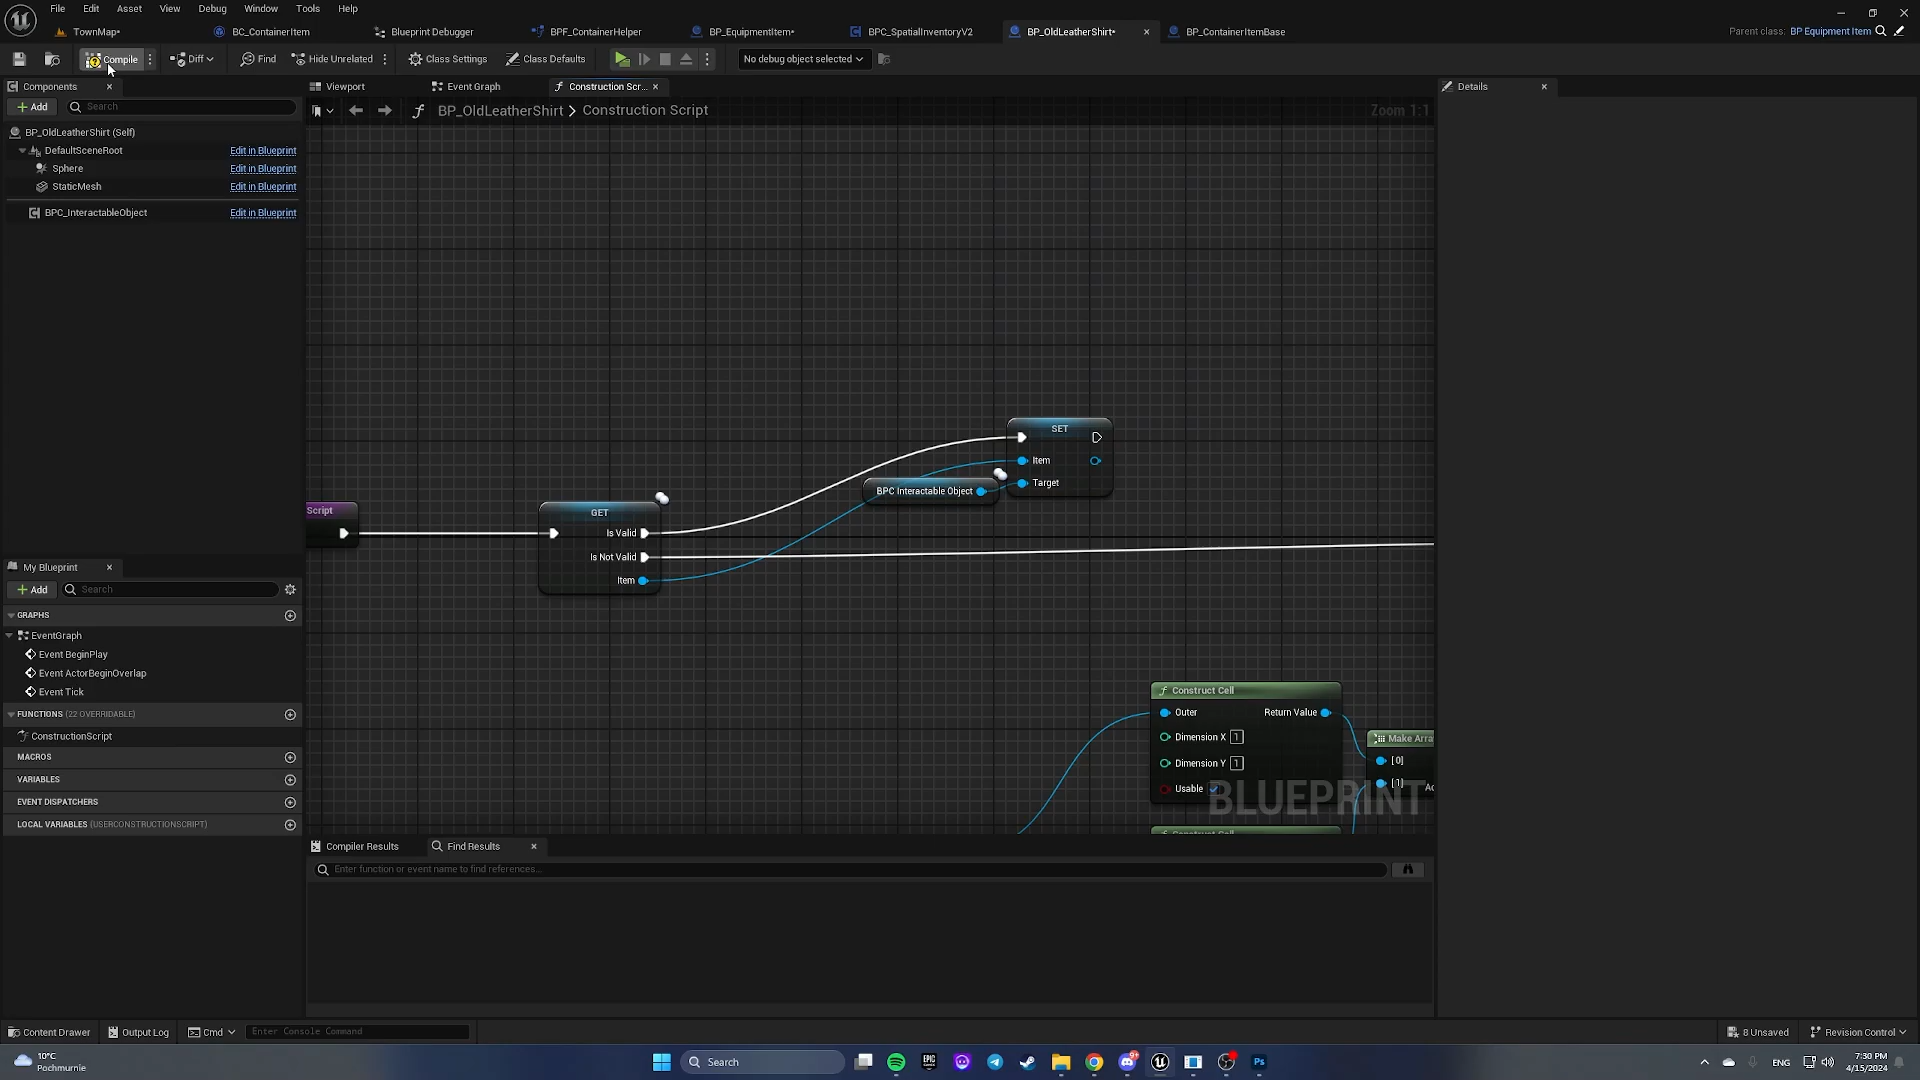 File Edit Asset View Debug Window Tools Help
TownMap• BC_ContainerItem Blueprint Debugger BPF_ContainerHelper BP_EquipmentItem• BPC_SpatialInventoryV2 BP_OldLeatherShirt• BP_ContainerItemBase Parent class: BP Equipment Item
Compile Diff Find Hide Unrelated Class Settings Class Defaults No debug object selected
Components Viewport Event Graph Construction Scr... Details
Add Search
BP_OldLeatherShirt > Construction Script Zoom 1:1
BP_OldLeatherShirt (Self)
DefaultSceneRoot Edit in Blueprint
Sphere Edit in Blueprint
StaticMesh Edit in Blueprint
BPC_InteractableObject Edit in Blueprint
SET
Item
Target
BPC Interactable Object
Script
GET
Is Valid
Is Not Valid
Item
My Blueprint
Add Search
GRAPHS
EventGraph
Event BeginPlay
Event ActorBeginOverlap
Event Tick
FUNCTIONS (22 OVERRIDABLE)
ConstructionScript
MACROS
VARIABLES
EVENT DISPATCHERS
LOCAL VARIABLES (USERCONSTRUCTIONSCRIPT)
Construct Cell
Outer Return Value
Dimension X 1
Dimension Y 1
Usable
Make Arra
[0]
[1]
BLUEPRINT
Construct Cell
Compiler Results Find Results
Enter function or event name to find references...
Content Drawer Output Log Cmd Enter Console Command 8 Unsaved Revision Control
10°C
Pochmurnie
Search
ENG
7:30 PM
4/15/2024